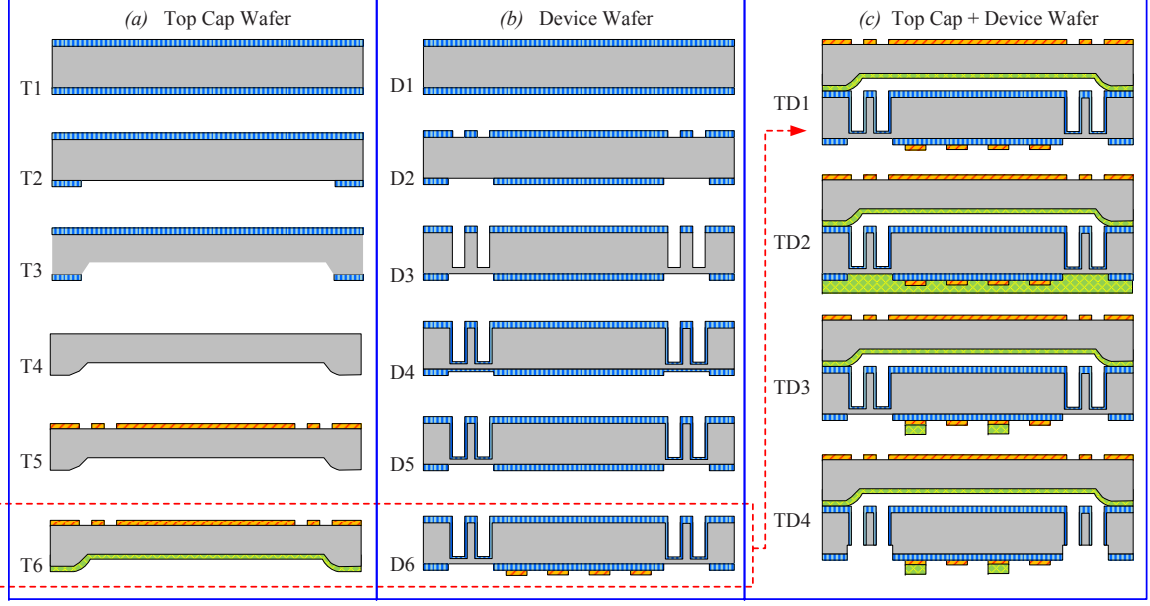 (a) Top Cap Wafer
T1
T2
T3
T4
T5
T6
(b) Device Wafer
D1
D2
D3
D4
D5
D6
(c) Top Cap + Device Wafer
TD1
TD2
TD3
TD4